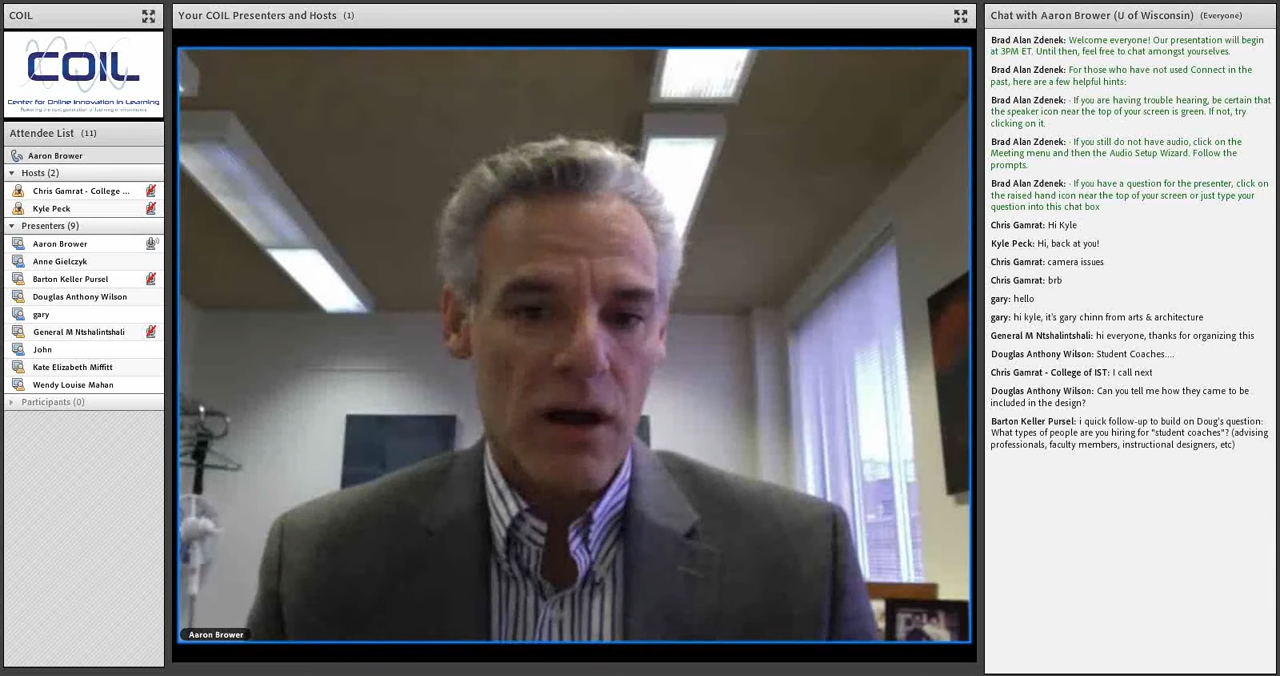 COIL
COIL
Center for Online Innovation in Learning
Attendee List (11)
Aaron Brower
Hosts (2)
Chris Gamrat - College ...
Kyle Peck
Presenters (9)
Aaron Brower
Anne Gielczyk
Barton Keller Pursel
Douglas Anthony Wilson
gary
General M Ntshalintshali
John
Kate Elizabeth Miffitt
Wendy Louise Mahan
Participants (0)
Your COIL Presenters and Hosts (1)
Aaron Brower
Chat with Aaron Brower (U of Wisconsin) (Everyone)
Brad Alan Zdenek: Welcome everyone! Our presentation will begin
at 3PM ET. Until then, feel free to chat amongst yourselves.
Brad Alan Zdenek: For those who have not used Connect in the
past, here are a few helpful hints:
Brad Alan Zdenek: - If you are having trouble hearing, be certain that
the speaker icon near the top of your screen is green. If not, try
clicking on it.
Brad Alan Zdenek: - If you still do not have audio, click on the
Meeting menu and then the Audio Setup Wizard. Follow the
prompts.
Brad Alan Zdenek: - If you have a question for the presenter, click on
the raised hand icon near the top of your screen or just type your
question into this chat box
Chris Gamrat: Hi Kyle
Kyle Peck: Hi, back at you!
Chris Gamrat: camera issues
Chris Gamrat: brb
gary: hello
gary: hi kyle, it's gary chinn from arts & architecture
General M Ntshalintshali: hi everyone, thanks for organizing this
Douglas Anthony Wilson: Student Coaches....
Chris Gamrat - College of IST: I call next
Douglas Anthony Wilson: Can you tell me how they came to be
included in the design?
Barton Keller Pursel: i quick follow-up to build on Doug's question:
What types of people are you hiring for "student coaches"? (advising
professionals, faculty members, instructional designers, etc)